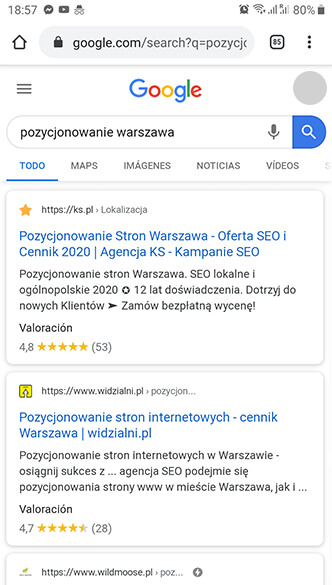 18:57
80%
google.com/search?q=pozycjo
85
Google
pozycjonowanie warszawa
TODO MAPS IMÁGENES NOTICIAS VÍDEOS S
https://ks.pl › Lokalizacja
Pozycjonowanie Stron Warszawa - Oferta SEO i
Cennik 2020 | Agencja KS - Kampanie SEO
Pozycjonowanie stron Warszawa. SEO lokalne i
ogólnopolskie 2020 ✪ 12 lat doświadczenia. Dotrzyj do
nowych Klientów ➤ Zamów bezpłatną wycenę!
Valoración
4,8 ★★★★★ (53)
https://www.widzialni.pl › pozycjon...
Pozycjonowanie stron internetowych - cennik
Warszawa | widzialni.pl
Pozycjonowanie stron internetowych w Warszawie -
osiągnij sukces z ... agencja SEO podejmie się
pozycjonowania strony www w mieście Warszawa, jak i ...
Valoración
4,7 ★★★★★ (28)
https://www.wildmoose.pl › poz...